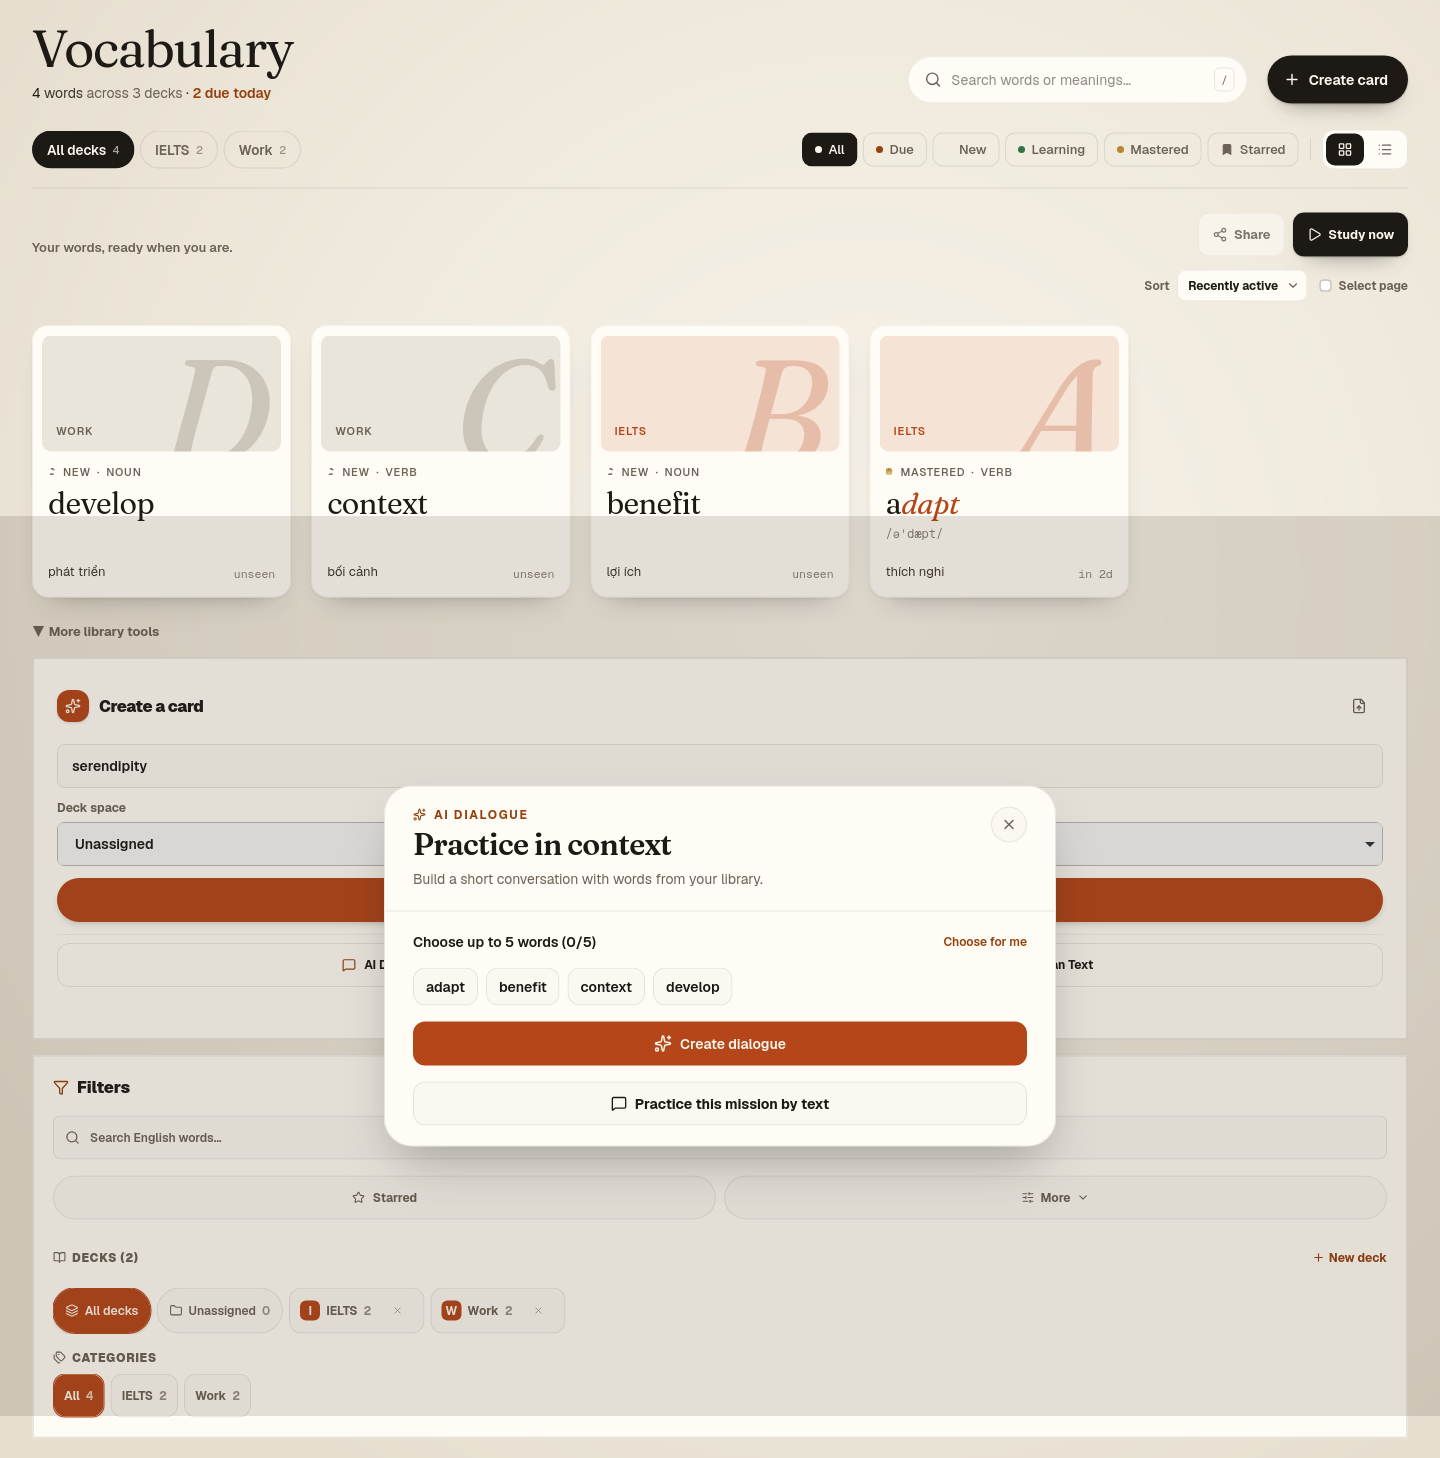 Vocabulary
4 words across 3 decks · 2 due today
Search words or meanings... /
Create card
All decks 4
IELTS 2
Work 2
All
Due
New
Learning
Mastered
Starred
Your words, ready when you are.
Share
Study now
Sort Recently active
Select page
D
WORK
NEW · NOUN
develop
phát triển
unseen
C
WORK
NEW · VERB
context
bối cảnh
unseen
B
IELTS
NEW · NOUN
benefit
lợi ích
unseen
A
IELTS
MASTERED · VERB
adapt
/əˈdæpt/
thích nghi
in 2d
More library tools
Create a card
serendipity
Deck space
Unassigned
AI D
an Text
AI DIALOGUE
Practice in context
Build a short conversation with words from your library.
Choose up to 5 words (0/5)
Choose for me
adapt
benefit
context
develop
Create dialogue
Practice this mission by text
Filters
Search English words...
Starred
More
DECKS (2)
New deck
All decks
Unassigned 0
I IELTS 2
W Work 2
CATEGORIES
All 4
IELTS 2
Work 2